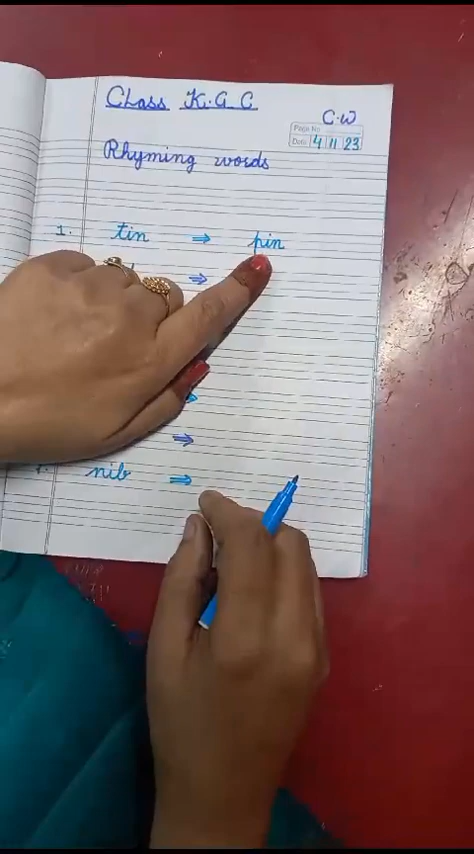 Class K.G C
C.W
Page No
Date 4 11 23
Rhyming words
1. tin ⇒ pin
⇒
⇒
nib ⇒